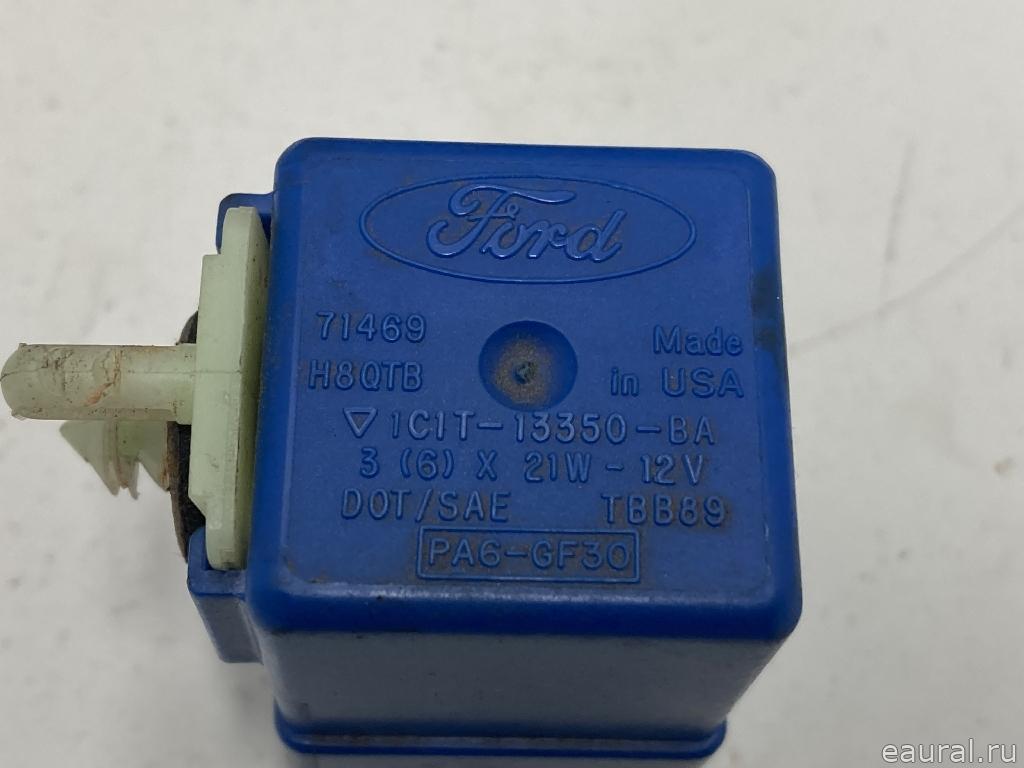 Ford
71469
H8QTB
Made
in USA
1C1T-13350-BA
3 (6) X 21W - 12V
DOT/SAE TBB89
PA6-GF30
eaural.ru